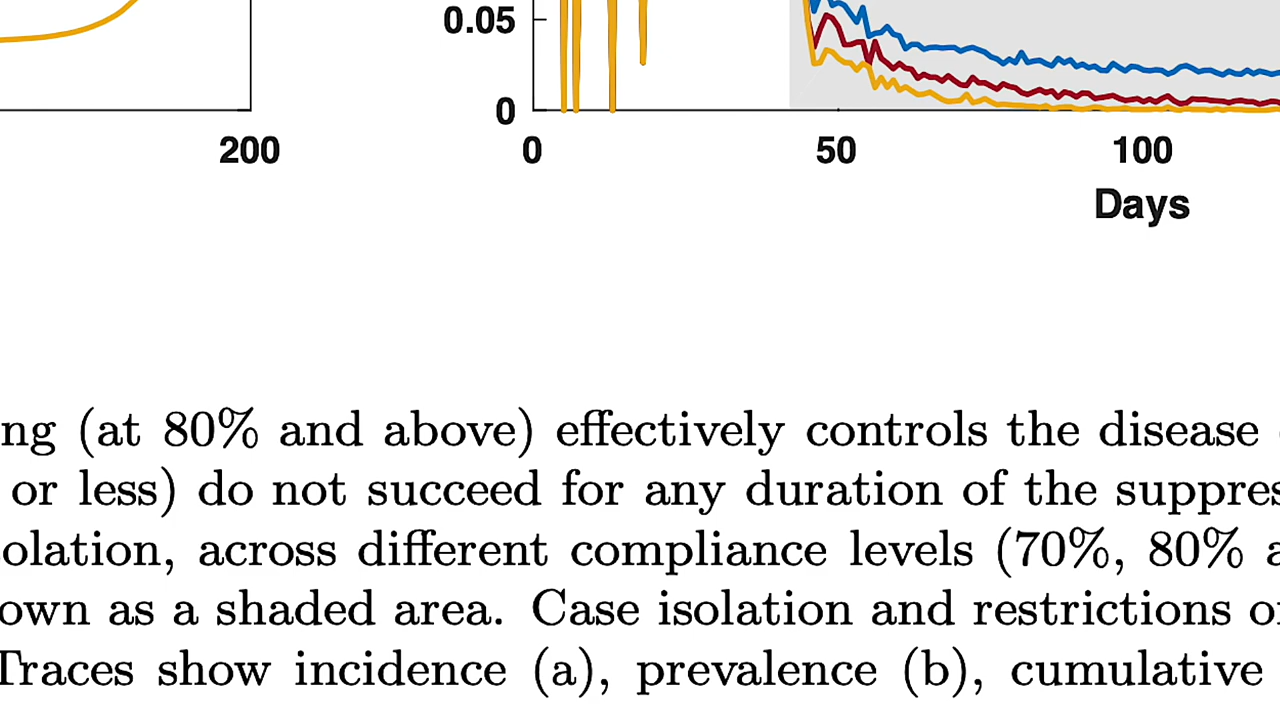 0.05
0
200 0 50 100
Days
ng (at 80% and above) effectively controls the disease
or less) do not succeed for any duration of the suppres
olation, across different compliance levels (70%, 80% a
own as a shaded area. Case isolation and restrictions o
Traces show incidence (a), prevalence (b), cumulative